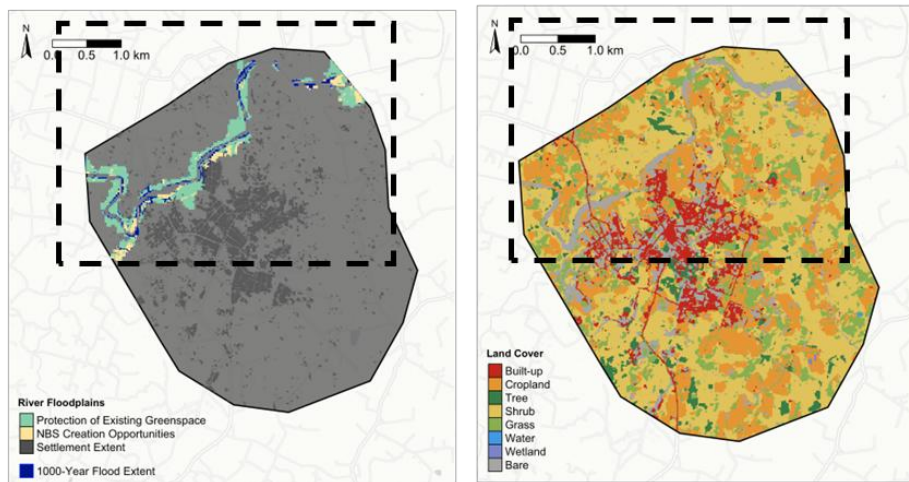 N
0.0 0.5 1.0 km
River Floodplains
Protection of Existing Greenspace
NBS Creation Opportunities
Settlement Extent
1000-Year Flood Extent
N
0.0 0.5 1.0 km
Land Cover
Built-up
Cropland
Tree
Shrub
Grass
Water
Wetland
Bare